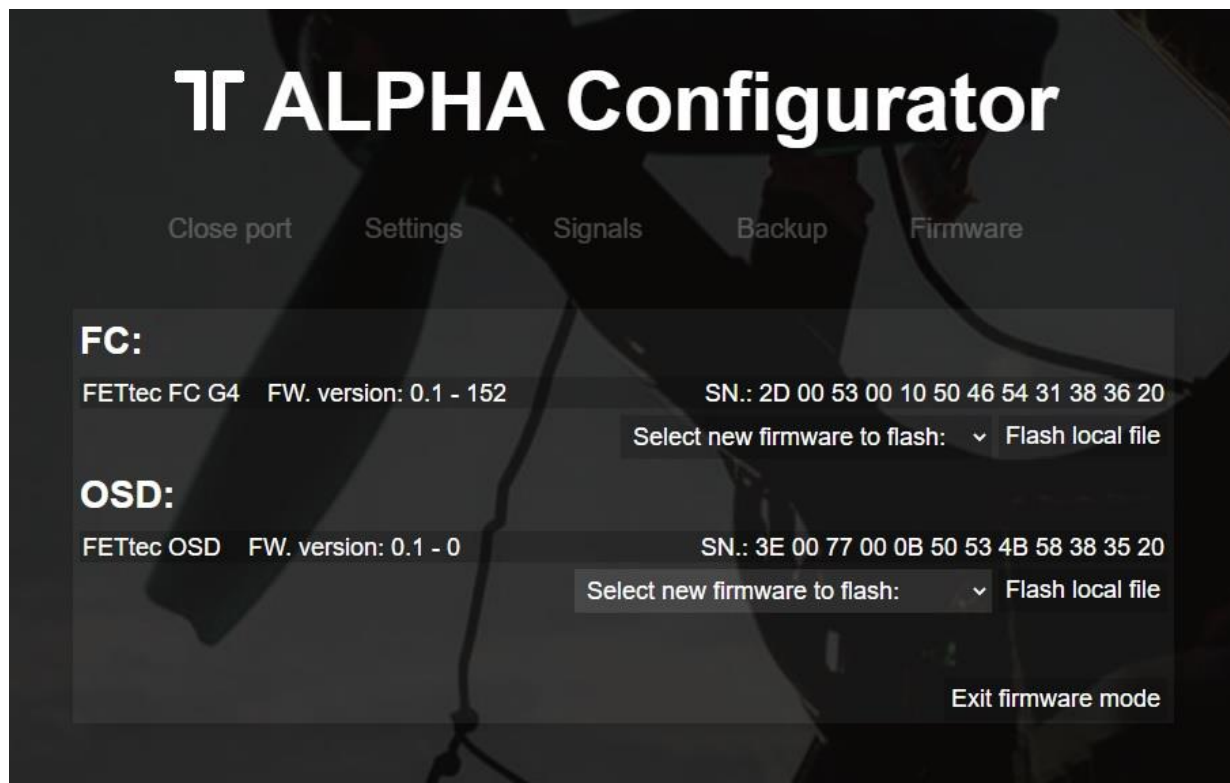 ALPHA Configurator
Close port Settings Signals Backup Firmware
FC:
FETtec FC G4 FW. version: 0.1 - 152 SN.: 2D 00 53 00 10 50 46 54 31 38 36 20
Select new firmware to flash: Flash local file
OSD:
FETtec OSD FW. version: 0.1 - 0 SN.: 3E 00 77 00 0B 50 53 4B 58 38 35 20
Select new firmware to flash: Flash local file
Exit firmware mode